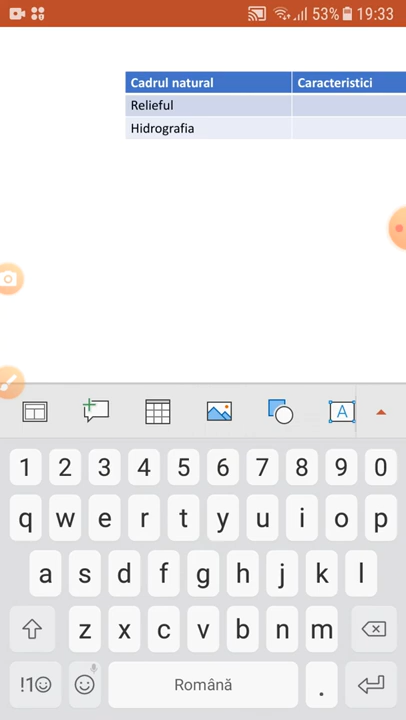 53% 19:33
Cadrul natural Caracteristici
Relieful
Hidrografia
A
1 2 3 4 5 6 7 8 9 0
q w e r t y u i o p
a s d f g h j k l
z x c v b n m
!1☺ Română .